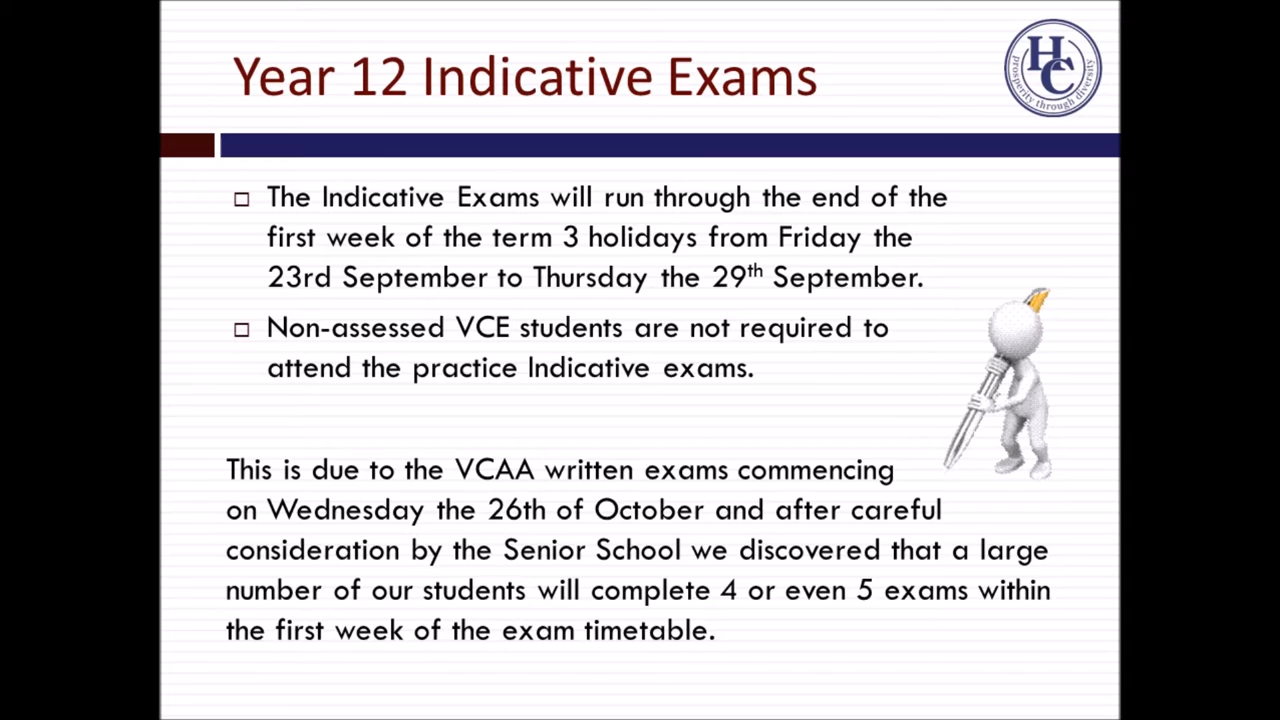 Year 12 Indicative Exams
HC
prosperity through diversity
The Indicative Exams will run through the end of the
first week of the term 3 holidays from Friday the
23rd September to Thursday the 29th September.
Non-assessed VCE students are not required to
attend the practice Indicative exams.
This is due to the VCAA written exams commencing
on Wednesday the 26th of October and after careful
consideration by the Senior School we discovered that a large
number of our students will complete 4 or even 5 exams within
the first week of the exam timetable.